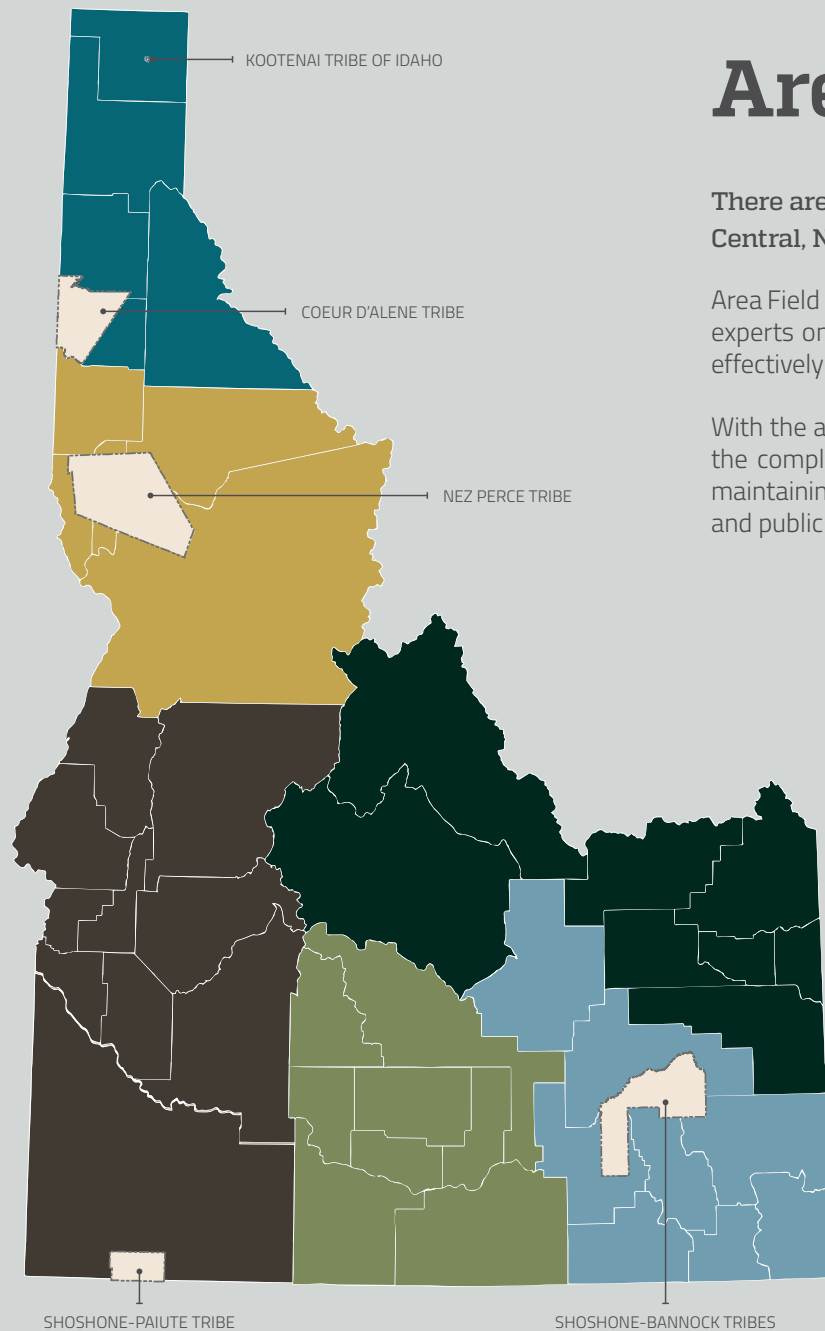 KOOTENAI TRIBE OF IDAHO
COEUR D'ALENE TRIBE
NEZ PERCE TRIBE
SHOSHONE-PAIUTE TRIBE
SHOSHONE-BANNOCK TRIBES
Are
There are
Central, N
Area Field
experts or
effectively
With the a
the compl
maintainin
and public